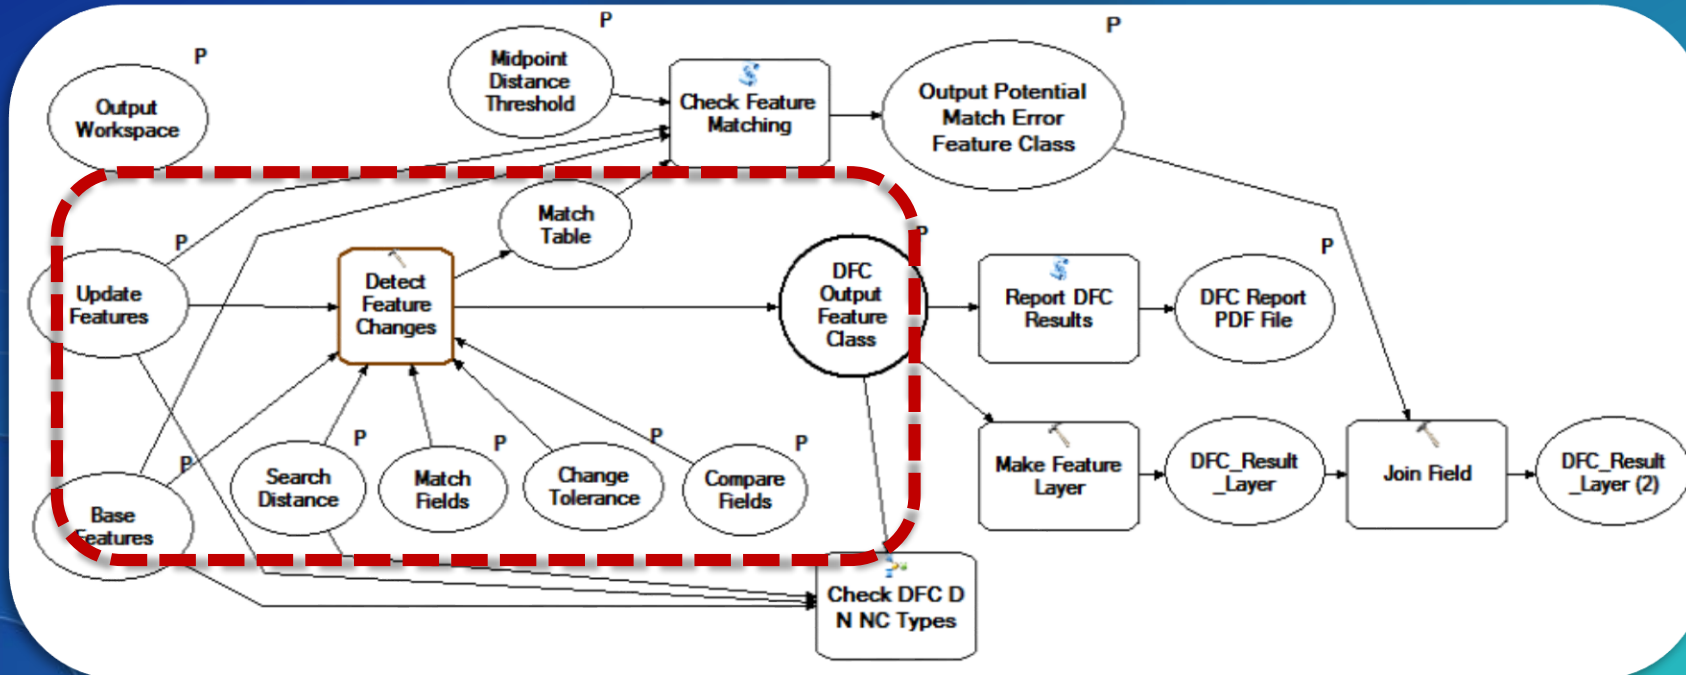 P
P
P
Midpoint
Distance
Threshold
Check Feature
Matching
Output Potential
Match Error
Feature Class
Output
Workspace
Match
Table
P
P
P
Update
Features
Detect
Feature
Changes
DFC
Output
Feature
Class
Report DFC
Results
DFC Report
PDF File
P
P
P
P
P
Base
Features
Search
Distance
Match
Fields
Change
Tolerance
Compare
Fields
Make Feature
Layer
DFC_Result
_Layer
Join Field
DFC_Result
_Layer (2)
Check DFC D
N NC Types